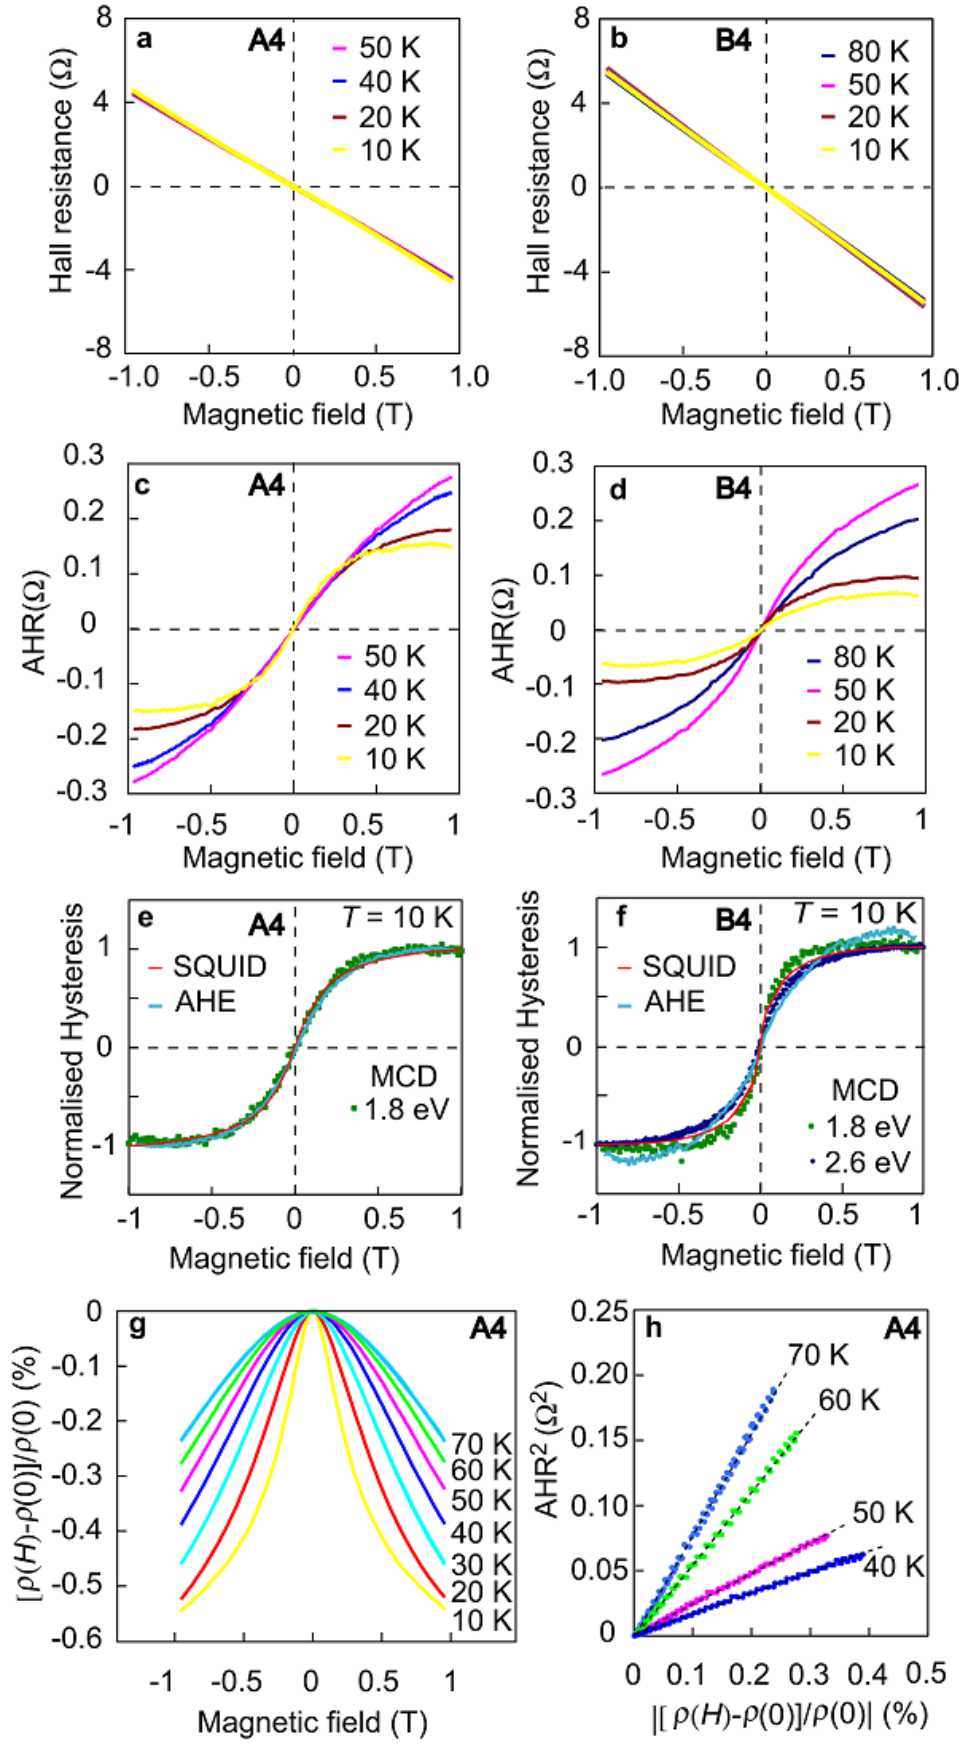 a A4
50 K
40 K
20 K
10 K
8
4
0
-4
-8
Hall resistance (Ω)
-1.0 -0.5 0 0.5 1.0
Magnetic field (T)
b B4
80 K
50 K
20 K
10 K
8
4
0
-4
-8
Hall resistance (Ω)
-1.0 -0.5 0 0.5 1.0
Magnetic field (T)
c A4
0.3
0.2
0.1
0
-0.1
-0.2
-0.3
AHR(Ω)
50 K
40 K
20 K
10 K
-1 -0.5 0 0.5 1
Magnetic field (T)
d B4
0.3
0.2
0.1
0
-0.1
-0.2
-0.3
AHR(Ω)
80 K
50 K
20 K
10 K
-1 -0.5 0 0.5 1
Magnetic field (T)
e A4 T = 10 K
SQUID
AHE
MCD
1.8 eV
1
0
-1
Normalised Hysteresis
-1 -0.5 0 0.5 1
Magnetic field (T)
f B4 T = 10 K
SQUID
AHE
MCD
1.8 eV
2.6 eV
1
0
-1
Normalised Hysteresis
-1 -0.5 0 0.5 1
Magnetic field (T)
g A4
0
-0.1
-0.2
-0.3
-0.4
-0.5
-0.6
[ρ(H)-ρ(0)]/ρ(0) (%)
70 K
60 K
50 K
40 K
30 K
20 K
10 K
-1 0 1
Magnetic field (T)
h A4
0.25
0.20
0.15
0.10
0.05
0
AHR² (Ω²)
70 K
60 K
50 K
40 K
0 0.1 0.2 0.3 0.4 0.5
|[ρ(H)-ρ(0)]/ρ(0)| (%)